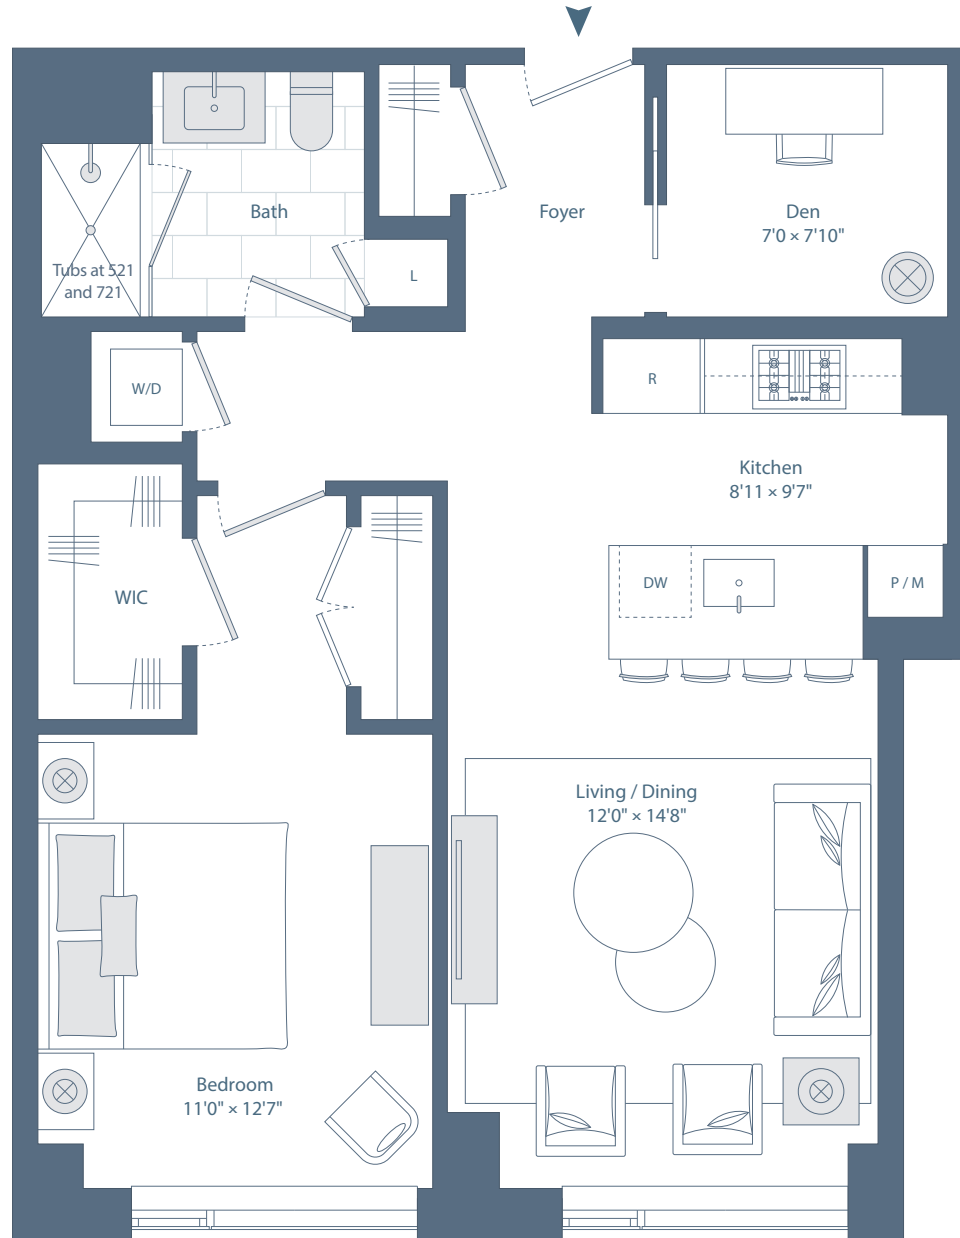 Bath
Foyer
Den
7'0 × 7'10"
Tubs at 521
and 721
L
W/D
R
Kitchen
8'11 × 9'7"
WIC
DW
P / M
Living / Dining
12'0" × 14'8"
Bedroom
11'0" × 12'7"